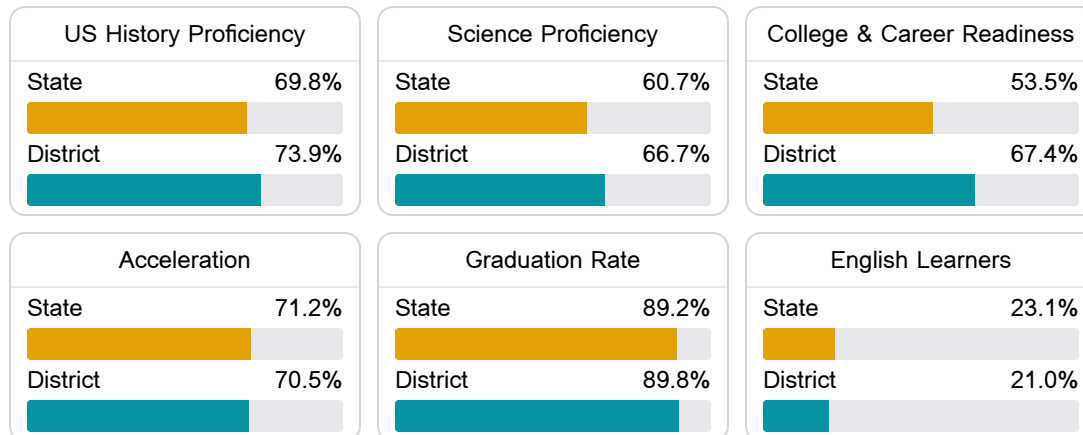 US History Proficiency
State 69.8%
District 73.9%
Science Proficiency
State 60.7%
District 66.7%
College & Career Readiness
State 53.5%
District 67.4%
Acceleration
State 71.2%
District 70.5%
Graduation Rate
State 89.2%
District 89.8%
English Learners
State 23.1%
District 21.0%